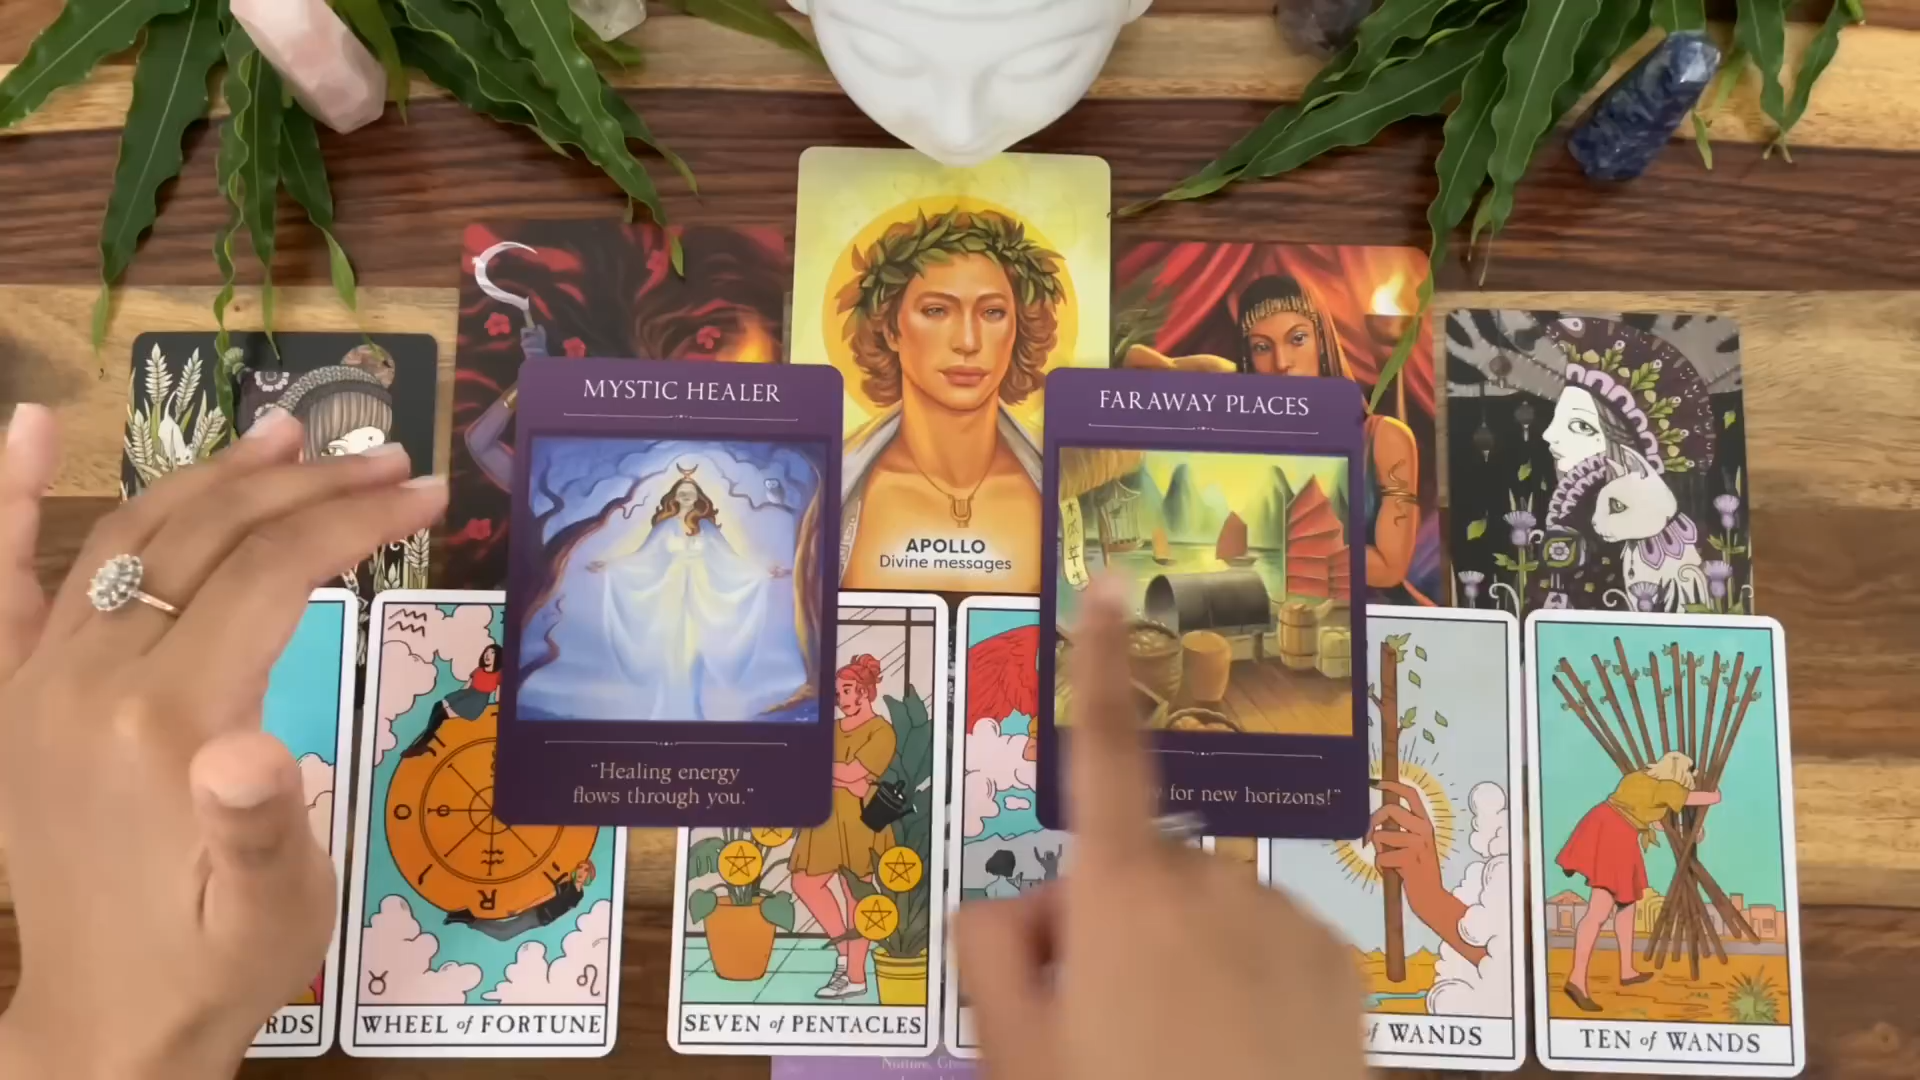 MYSTIC HEALER
FARAWAY PLACES
APOLLO
Divine messages
"Healing energy
flows through you."
for new horizons!"
WHEEL of FORTUNE
SEVEN of PENTACLES
of WANDS
TEN of WANDS